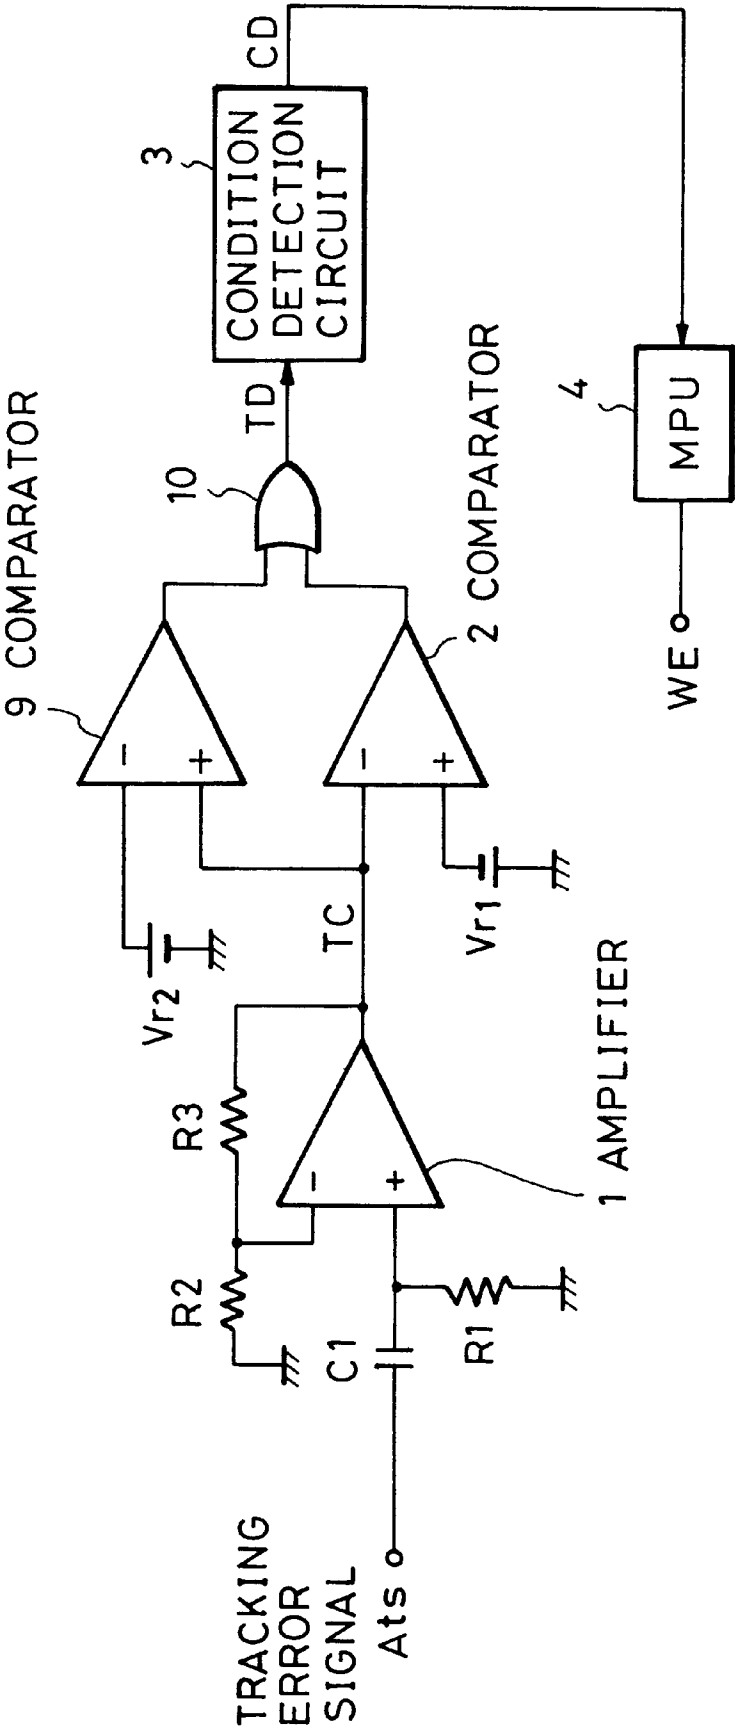 TRACKING
ERROR
SIGNAL
Ats
C1
R1
R2
R3
-
+
1 AMPLIFIER
TC
Vr2
Vr1
9 COMPARATOR
-
+
2 COMPARATOR
-
+
10
TD
3
CONDITION
DETECTION
CIRCUIT
CD
4
MPU
WE